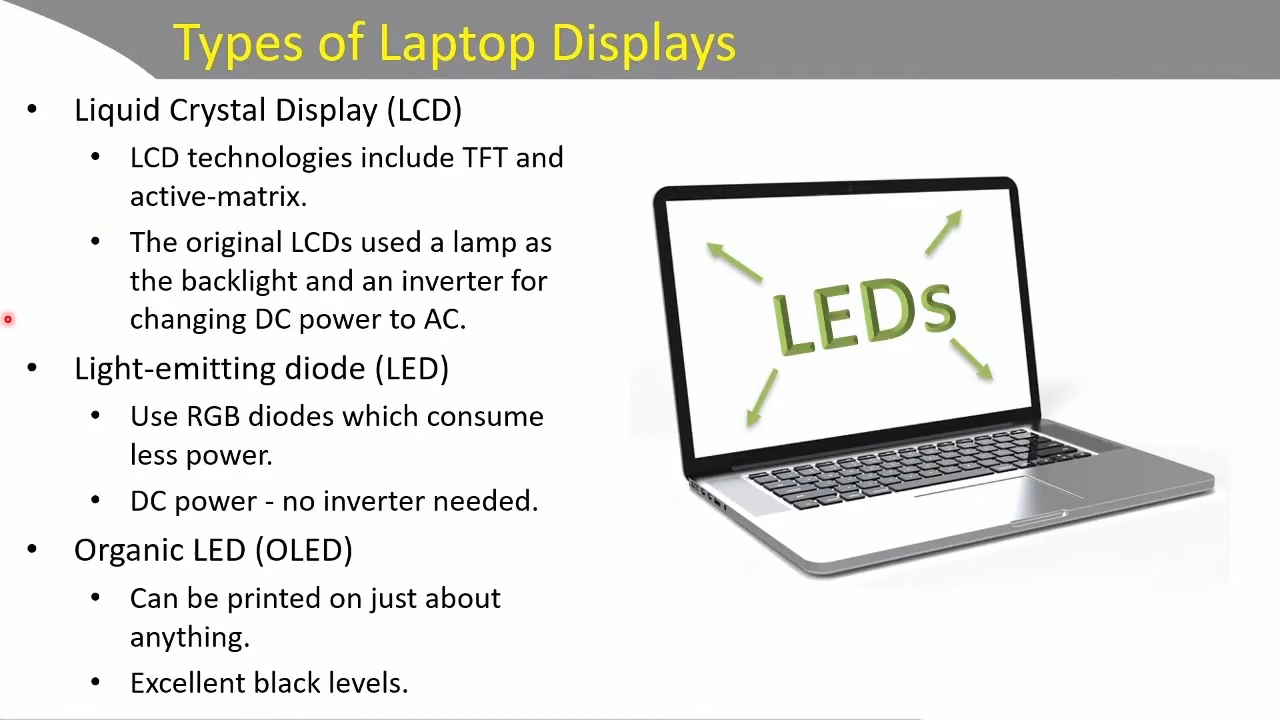 Types of Laptop Displays
• Liquid Crystal Display (LCD)
• LCD technologies include TFT and
active-matrix.
• The original LCDs used a lamp as
the backlight and an inverter for
changing DC power to AC.
• Light-emitting diode (LED)
• Use RGB diodes which consume
less power.
• DC power - no inverter needed.
• Organic LED (OLED)
• Can be printed on just about
anything.
• Excellent black levels.
LEDs